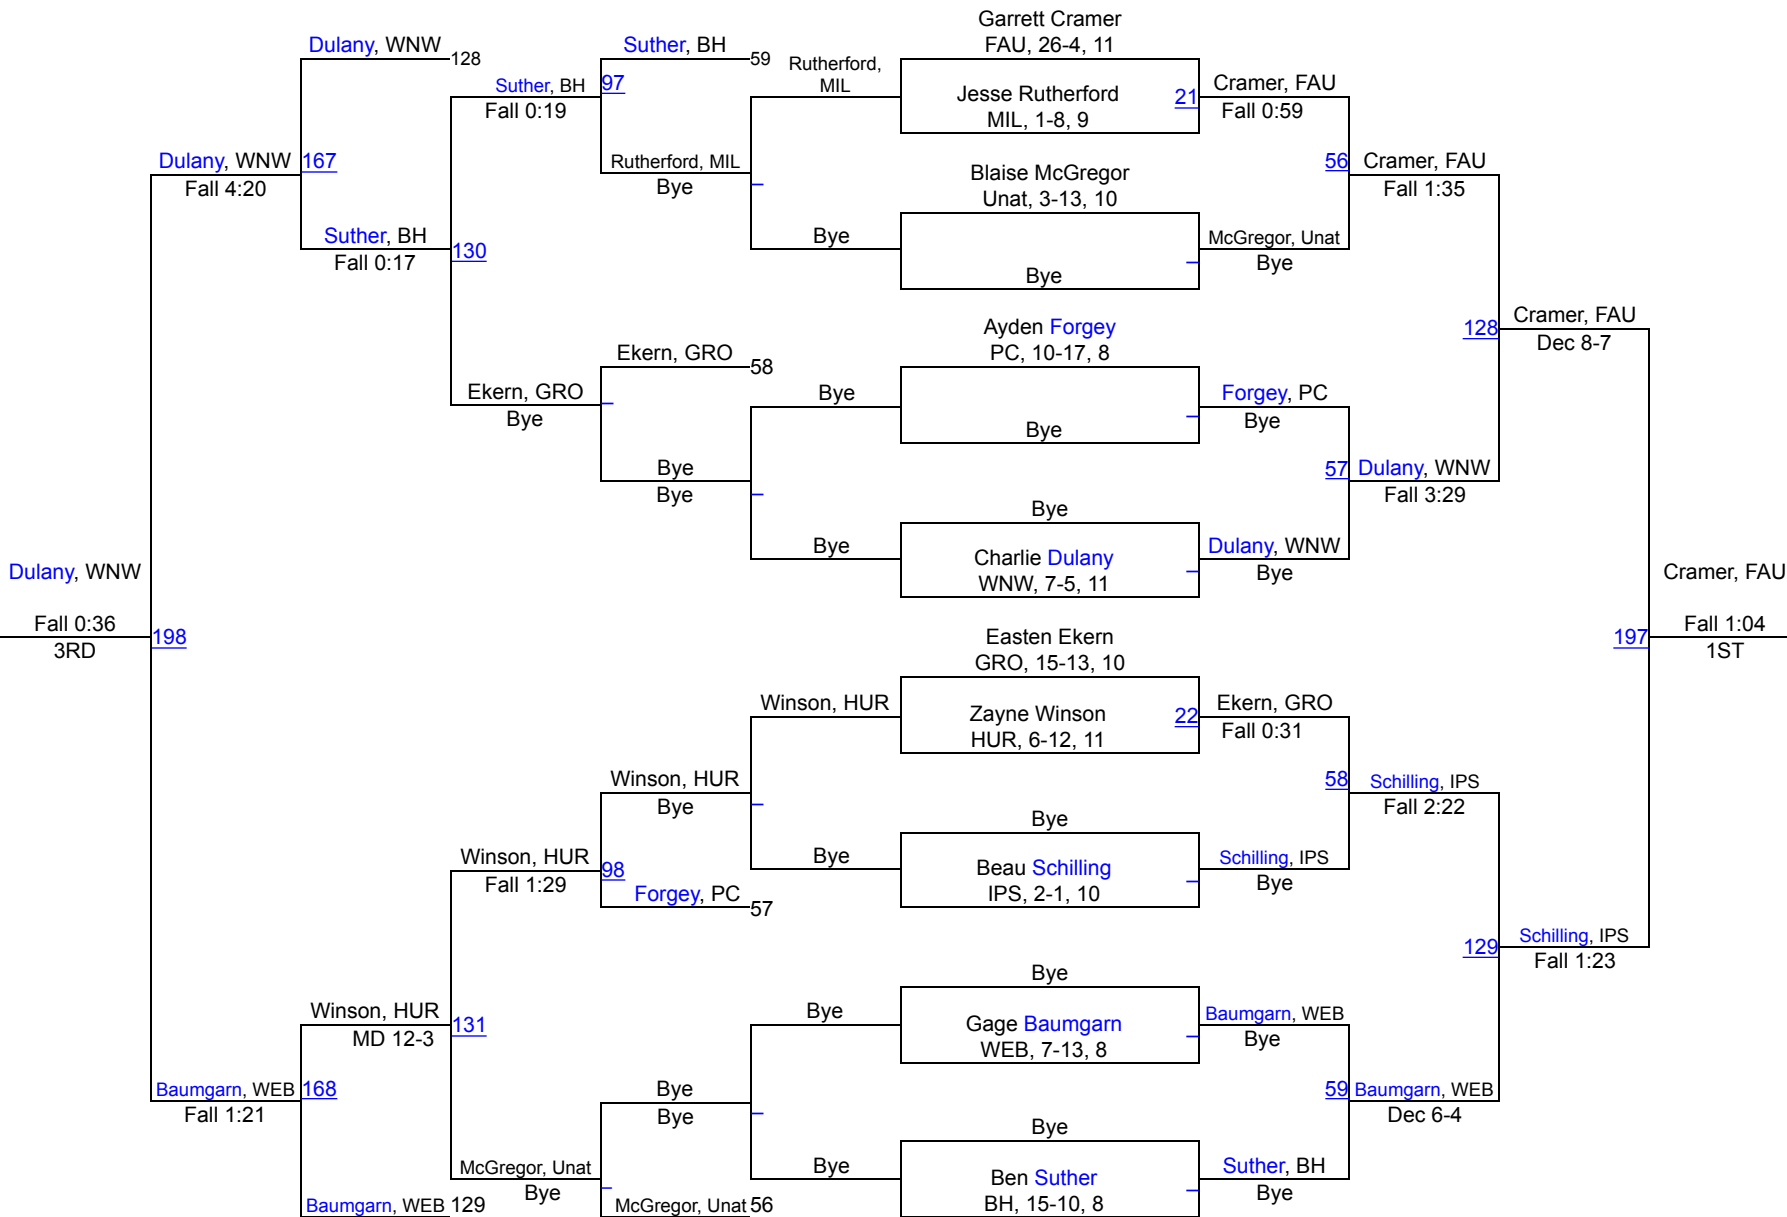 Garrett Cramer
FAU, 26-4, 11
Dulany, WNW
128
Suther, BH
59
Rutherford,
MIL
Suther, BH
97
Fall 0:19
Jesse Rutherford
MIL, 1-8, 9
21
Cramer, FAU
Fall 0:59
Dulany, WNW
167
Fall 4:20
Rutherford, MIL
Bye
Blaise McGregor
Unat, 3-13, 10
56
Cramer, FAU
Fall 1:35
Suther, BH
130
Fall 0:17
Bye
Bye
McGregor, Unat
Bye
Ayden Forgey
PC, 10-17, 8
128
Cramer, FAU
Dec 8-7
Ekern, GRO
58
Ekern, GRO
Bye
Bye
Bye
Forgey, PC
Bye
Bye
Bye
57
Dulany, WNW
Fall 3:29
Bye
Bye
Charlie Dulany
WNW, 7-5, 11
Dulany, WNW
Bye
Dulany, WNW
Fall 0:36
3RD
198
Cramer, FAU
197
Fall 1:04
1ST
Easten Ekern
GRO, 15-13, 10
Winson, HUR
Zayne Winson
HUR, 6-12, 11
22
Ekern, GRO
Fall 0:31
Winson, HUR
Bye
58
Schilling, IPS
Fall 2:22
Bye
Winson, HUR
Fall 1:29
98
Bye
Beau Schilling
IPS, 2-1, 10
Schilling, IPS
Bye
Forgey, PC
57
129
Schilling, IPS
Fall 1:23
Bye
Winson, HUR
MD 12-3
131
Bye
Gage Baumgarn
WEB, 7-13, 8
Baumgarn, WEB
Bye
Baumgarn, WEB
168
Fall 1:21
Bye
Bye
59
Baumgarn, WEB
Dec 6-4
Bye
McGregor, Unat
Bye
Bye
Ben Suther
BH, 15-10, 8
Suther, BH
Bye
Baumgarn, WEB
129
McGregor, Unat
56